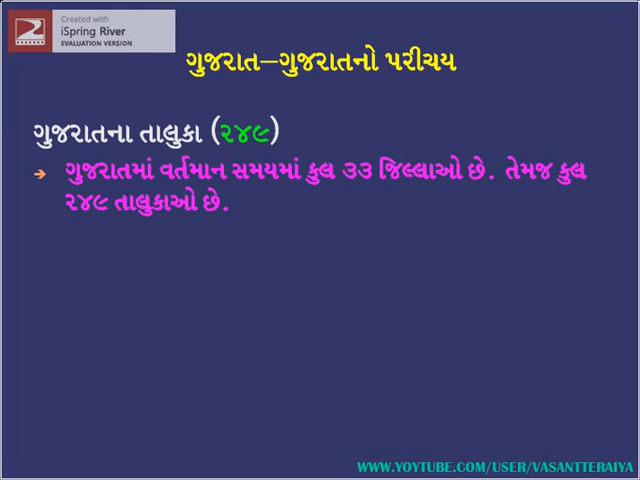 Created with
iSpring River
EVALUATION VERSION
ગુજરાત–ગુજરાતનો પરીચય
ગુજરાતના તાલુકા (૨૪૯)
ગુજરાતમાં વર્તમાન સમયમાં કુલ ૩૩ જિલ્લાઓ છે. તેમજ કુલ
૨૪૯ તાલુકાઓ છે.
WWW.YOYTUBE.COM/USER/VASANTTERAIYA